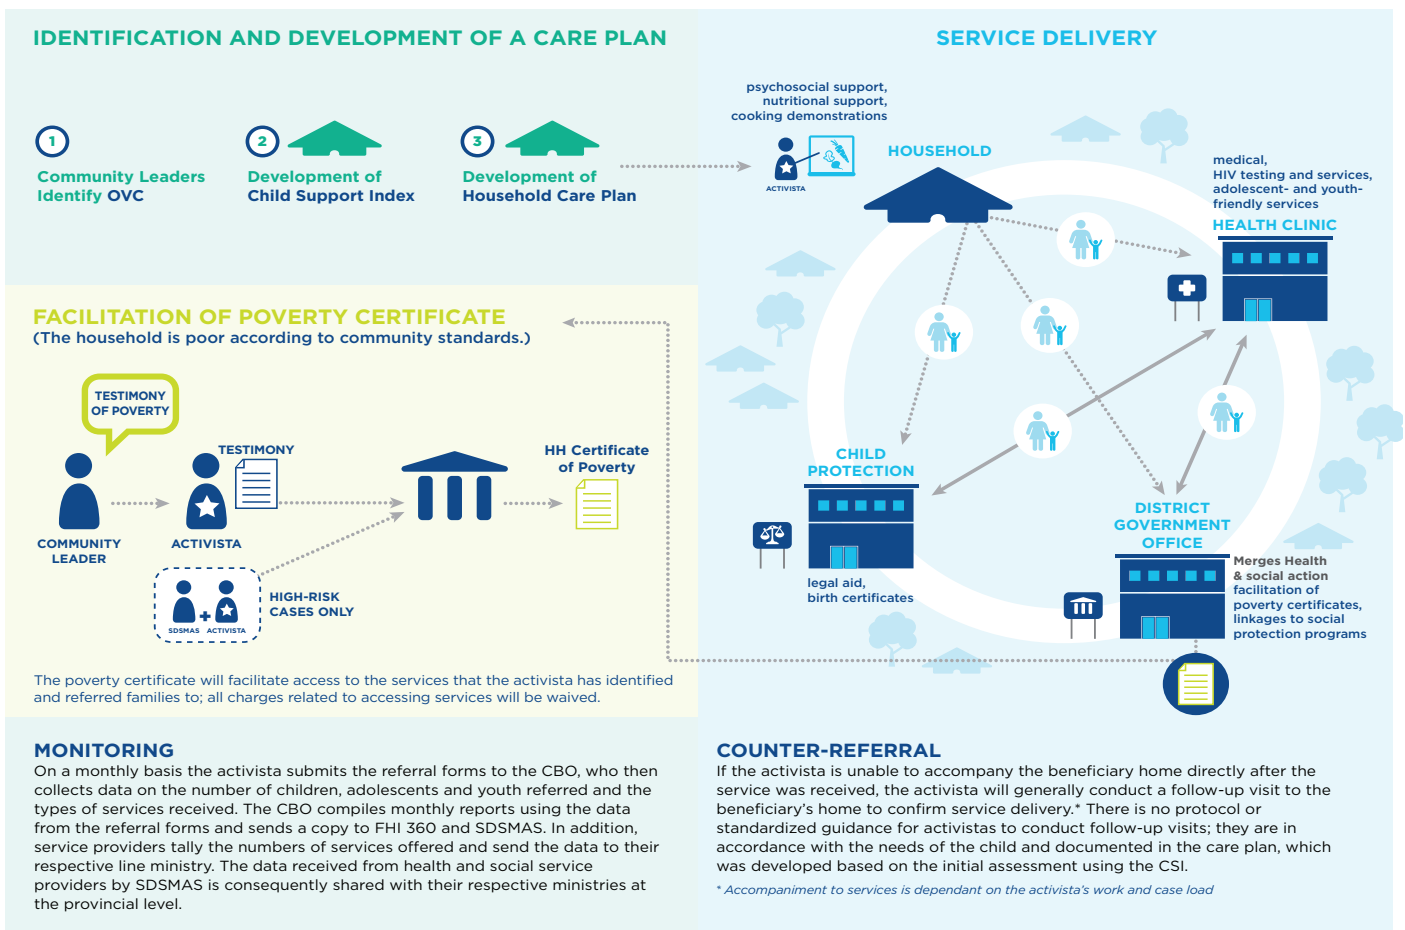 IDENTIFICATION AND DEVELOPMENT OF A CARE PLAN
1
Community Leaders
Identify OVC
2
Development of
Child Support Index
3
Development of
Household Care Plan
SERVICE DELIVERY
psychosocial support,
nutritional support,
cooking demonstrations
ACTIVISTA
HOUSEHOLD
medical,
HIV testing and services,
adolescent- and youth-
friendly services
HEALTH CLINIC
CHILD
PROTECTION
legal aid,
birth certificates
DISTRICT
GOVERNMENT
OFFICE
Merges Health
& social action
facilitation of
poverty certificates,
linkages to social
protection programs
FACILITATION OF POVERTY CERTIFICATE
(The household is poor according to community standards.)
TESTIMONY
OF POVERTY
COMMUNITY
LEADER
TESTIMONY
ACTIVISTA
HH Certificate
of Poverty
SDSMAS + ACTIVISTA
HIGH-RISK
CASES ONLY
The poverty certificate will facilitate access to the services that the activista has identified
and referred families to; all charges related to accessing services will be waived.
MONITORING
On a monthly basis the activista submits the referral forms to the CBO, who then
collects data on the number of children, adolescents and youth referred and the
types of services received. The CBO compiles monthly reports using the data
from the referral forms and sends a copy to FHI 360 and SDSMAS. In addition,
service providers tally the numbers of services offered and send the data to their
respective line ministry. The data received from health and social service
providers by SDSMAS is consequently shared with their respective ministries at
the provincial level.
COUNTER-REFERRAL
If the activista is unable to accompany the beneficiary home directly after the
service was received, the activista will generally conduct a follow-up visit to the
beneficiary's home to confirm service delivery.* There is no protocol or
standardized guidance for activistas to conduct follow-up visits; they are in
accordance with the needs of the child and documented in the care plan, which
was developed based on the initial assessment using the CSI.
* Accompaniment to services is dependant on the activista's work and case load